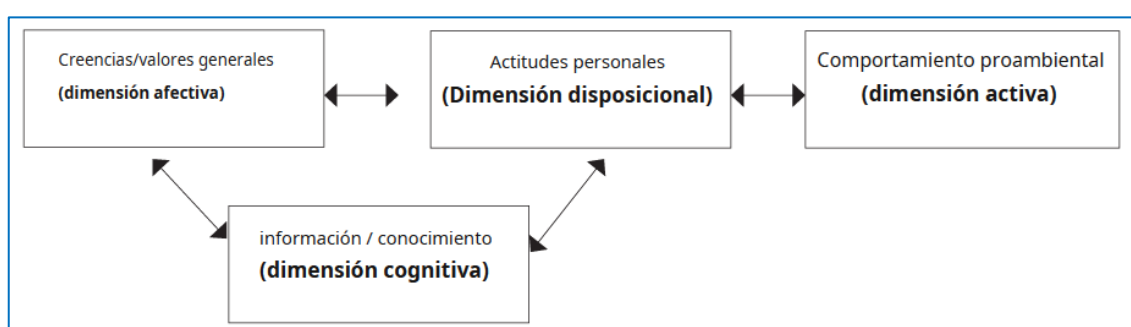 Creencias/valores generales
(dimensión afectiva)
Actitudes personales
(Dimensión disposicional)
Comportamiento proambiental
(dimensión activa)
información / conocimiento
(dimensión cognitiva)